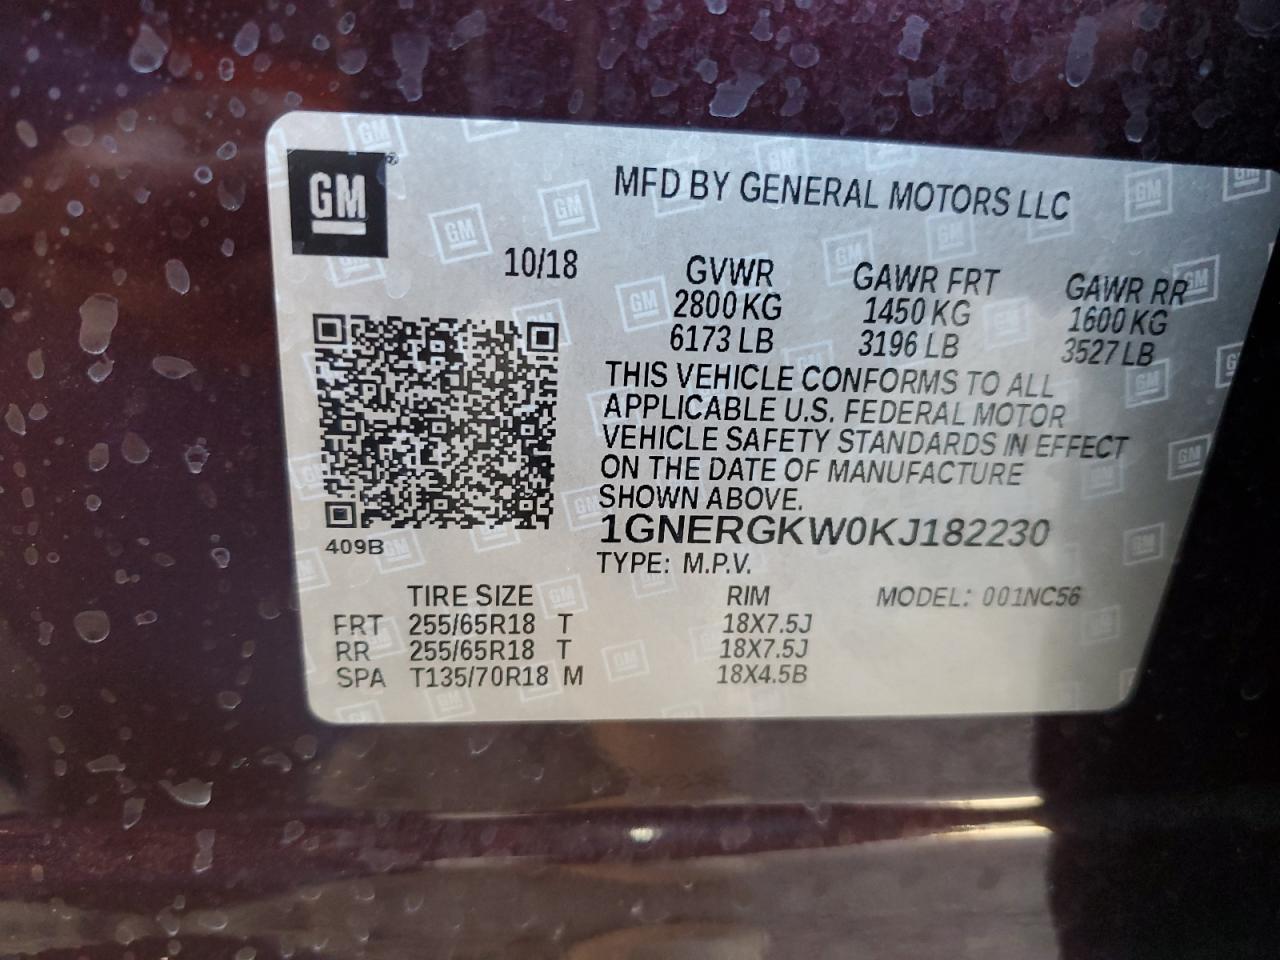 GM
MFD BY GENERAL MOTORS LLC
10/18
GVWR GAWR FRT GAWR RR
2800 KG 1450 KG 1600 KG
6173 LB 3196 LB 3527 LB
THIS VEHICLE CONFORMS TO ALL
APPLICABLE U.S. FEDERAL MOTOR
VEHICLE SAFETY STANDARDS IN EFFECT
ON THE DATE OF MANUFACTURE
SHOWN ABOVE.
1GNERGKW0KJ182230
409B
TYPE: M.P.V.
TIRE SIZE RIM MODEL: 001NC56
FRT 255/65R18 T 18X7.5J
RR 255/65R18 T 18X7.5J
SPA T135/70R18 M 18X4.5B